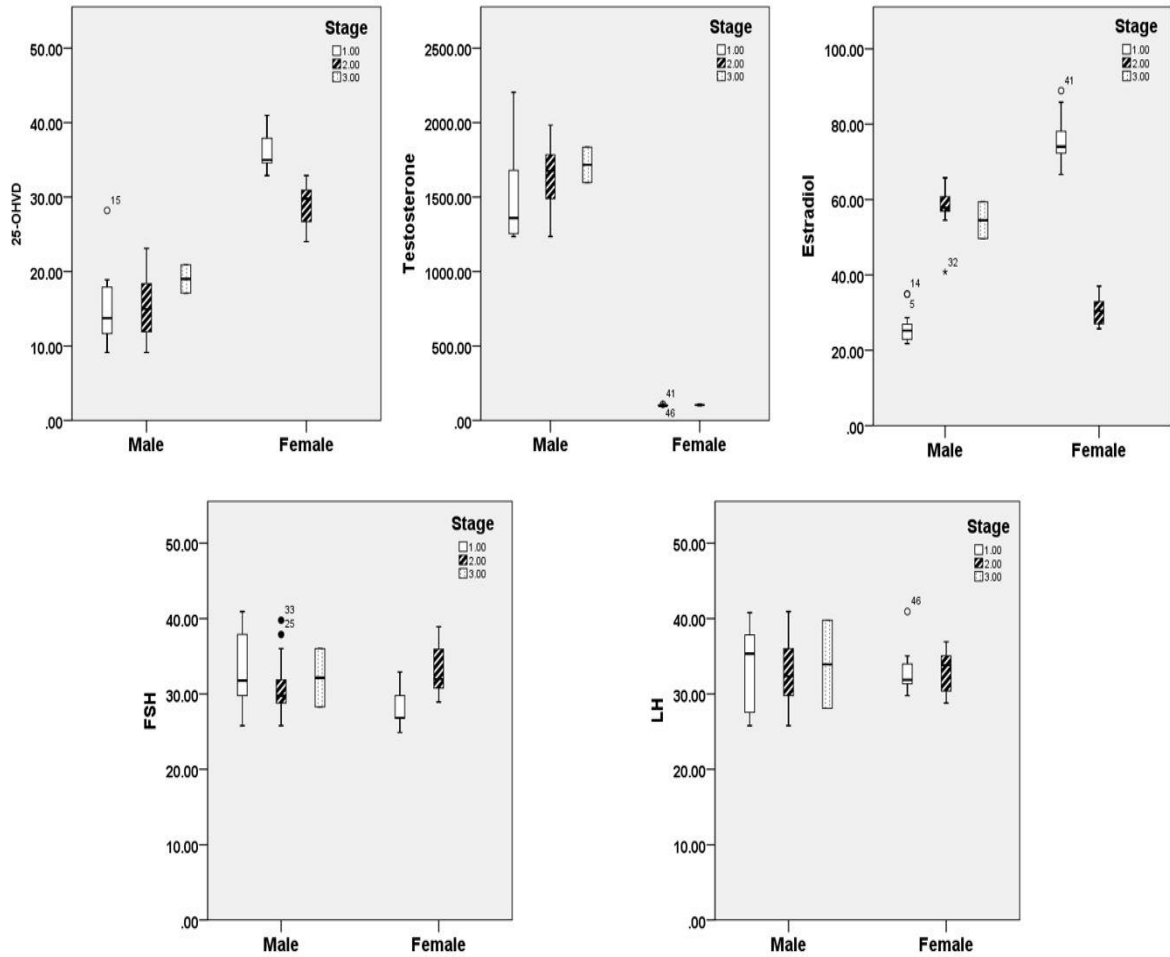 Stage
1.00
2.00
3.00
50.00
40.00
30.00
20.00
10.00
.00
25-OHVD
15
Male
Female
Stage
1.00
2.00
3.00
2500.00
2000.00
1500.00
1000.00
500.00
.00
Testosterone
41
46
Male
Female
Stage
1.00
2.00
3.00
100.00
80.00
60.00
40.00
20.00
.00
Estradiol
41
32
14
5
Male
Female
Stage
1.00
2.00
3.00
50.00
40.00
30.00
20.00
10.00
.00
FSH
33
25
Male
Female
Stage
1.00
2.00
3.00
50.00
40.00
30.00
20.00
10.00
.00
LH
46
Male
Female